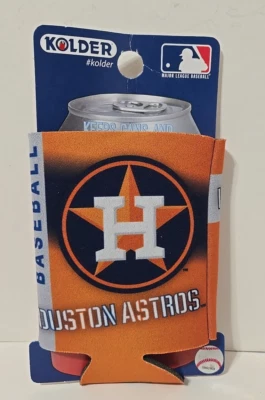 KOLDER
#kolder
MAJOR LEAGUE BASEBALL
BASEBALL
H
OUSTON ASTROS